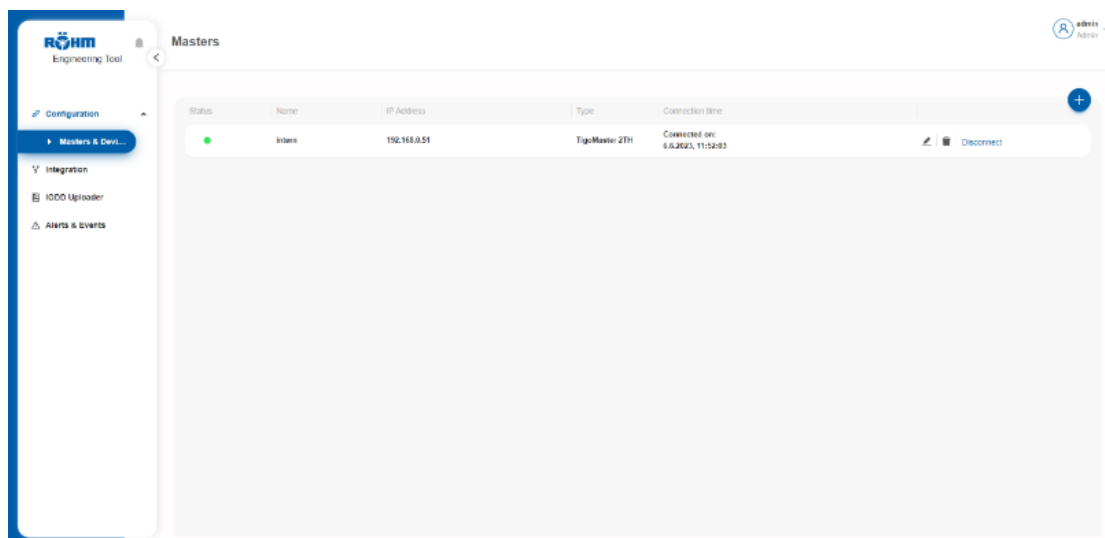 RÖHM
Engineering Tool
Masters
admin
Admin
Configuration
Masters & Devi...
Integration
IODD Uploader
Alerts & Events
Status Name IP Address Type Connection time
intern 192.168.0.51 TigoMaster 2TH Connected on:
6.6.2023, 11:52:03
Disconnect